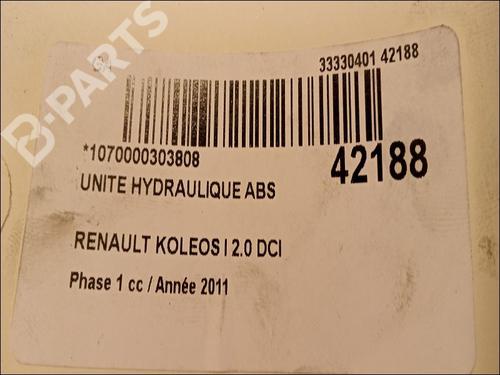 B-PARTS
33330401 42188
*1070000303808
42188
UNITE HYDRAULIQUE ABS
RENAULT KOLEOS I 2.0 DCI
Phase 1 cc / Année 2011